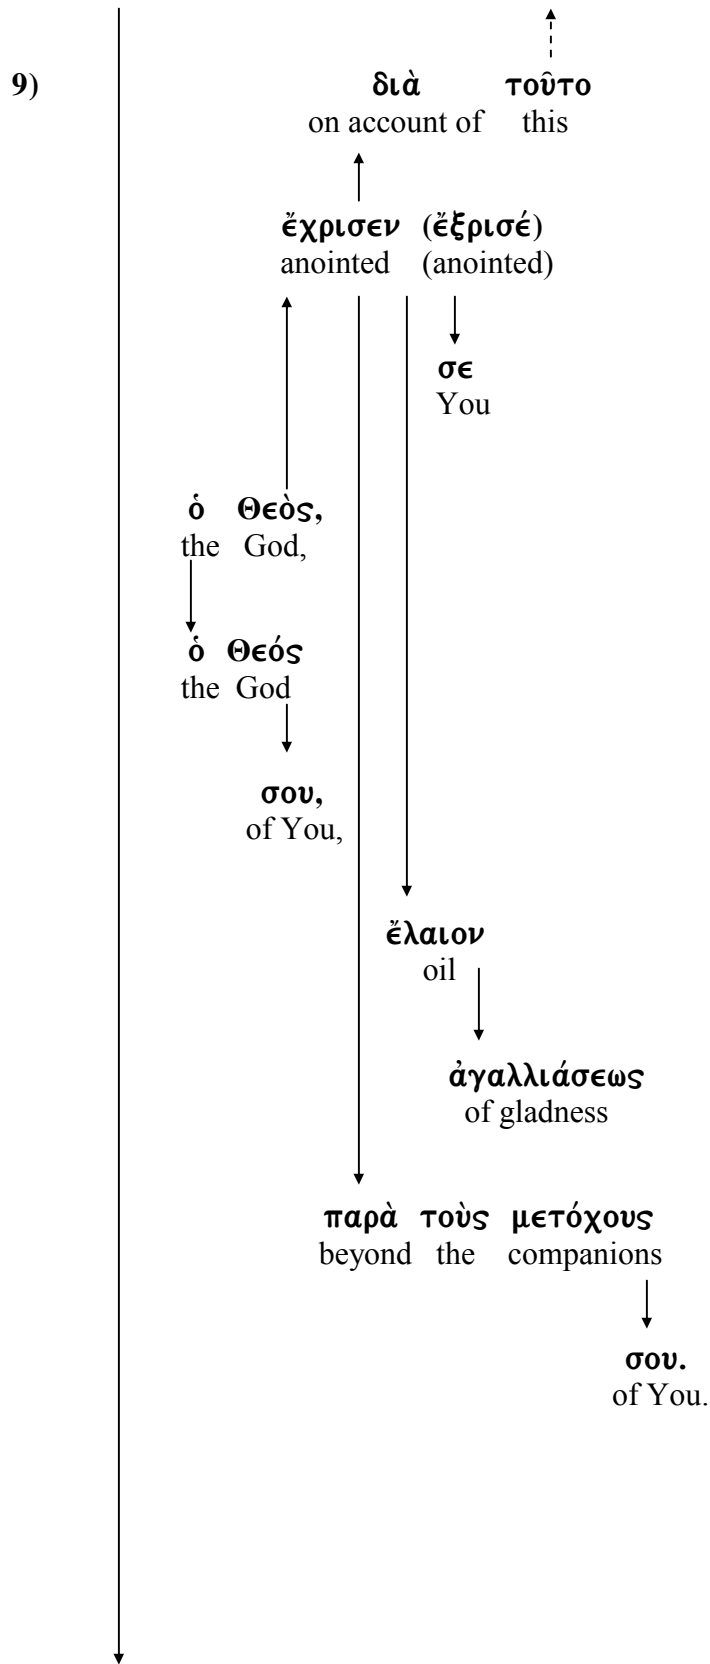 9) διὰ τοῦτο
on account of this
ἔχρισεν (ἔξρισέ)
anointed (anointed)
σε
You
ὁ Θεὸς,
the God,
ὁ Θεός
the God
σου,
of You,
ἔλαιον
oil
ἀγαλλιάσεως
of gladness
παρὰ τοὺς μετόχους
beyond the companions
σου.
of You.